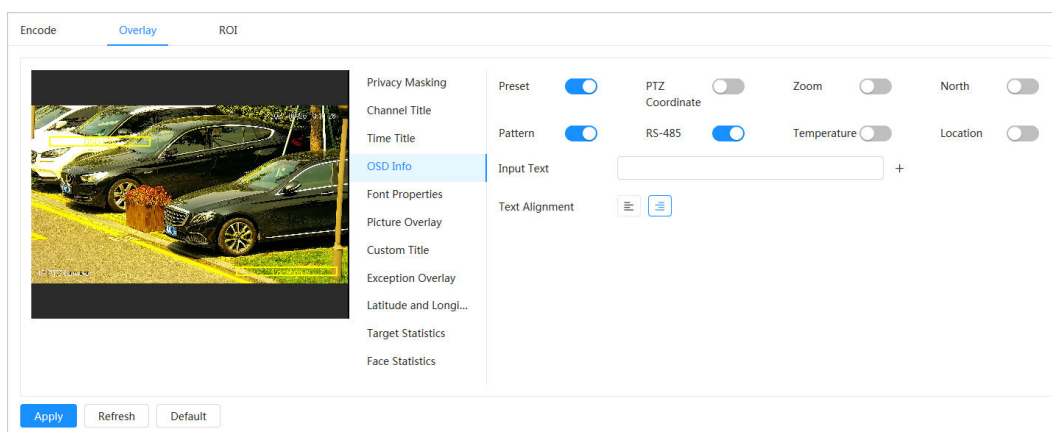 Encode Overlay ROI
Privacy Masking
Channel Title
Time Title
OSD Info
Font Properties
Picture Overlay
Custom Title
Exception Overlay
Latitude and Longi...
Target Statistics
Face Statistics
Preset PTZ Coordinate Zoom North
Pattern RS-485 Temperature Location
Input Text +
Text Alignment
Apply Refresh Default